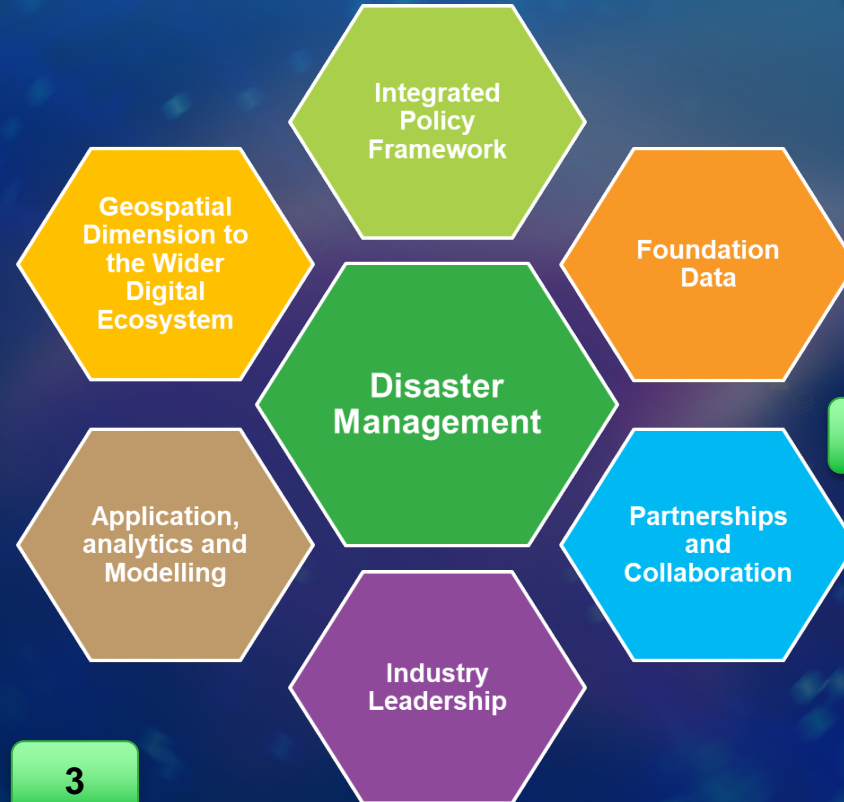 Integrated
Policy
Framework
Geospatial
Dimension to
the Wider
Digital
Ecosystem
Foundation
Data
Disaster
Management
Application,
analytics and
Modelling
Partnerships
and
Collaboration
Industry
Leadership
3